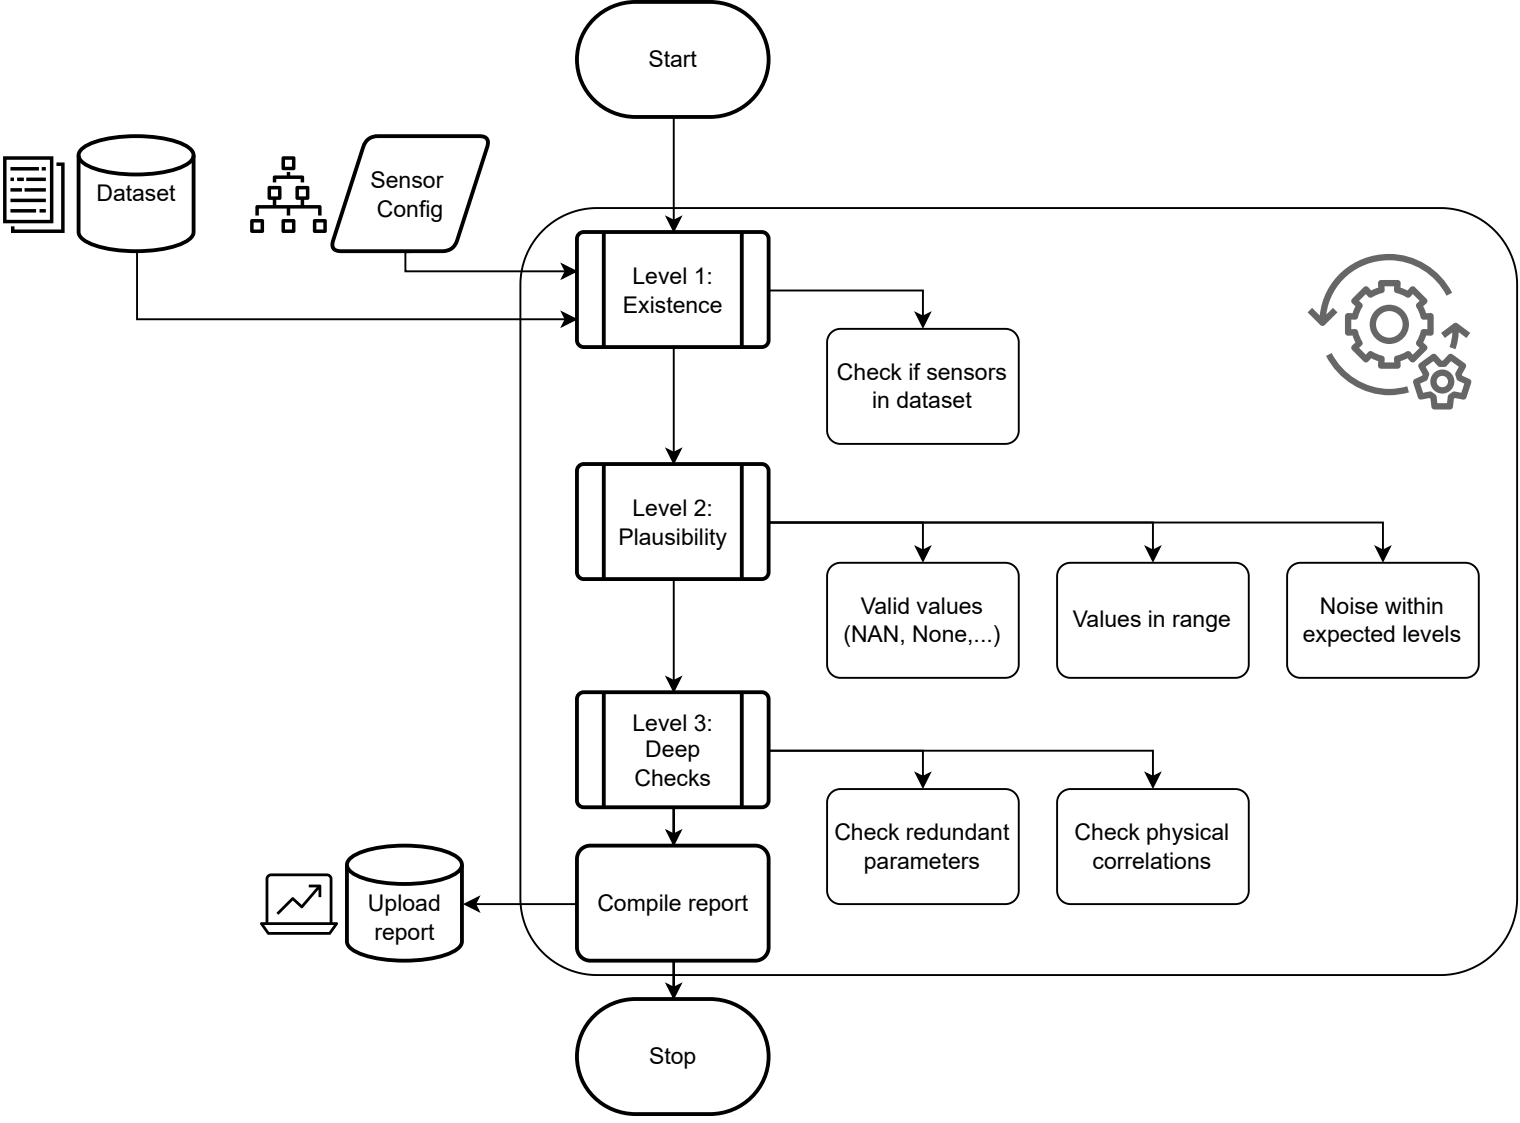 Start
Dataset
Sensor
Config
Level 1:
Existence
Check if sensors
in dataset
Level 2:
Plausibility
Valid values
(NAN, None,...)
Values in range
Noise within
expected levels
Level 3:
Deep
Checks
Check redundant
parameters
Check physical
correlations
Compile report
Upload
report
Stop